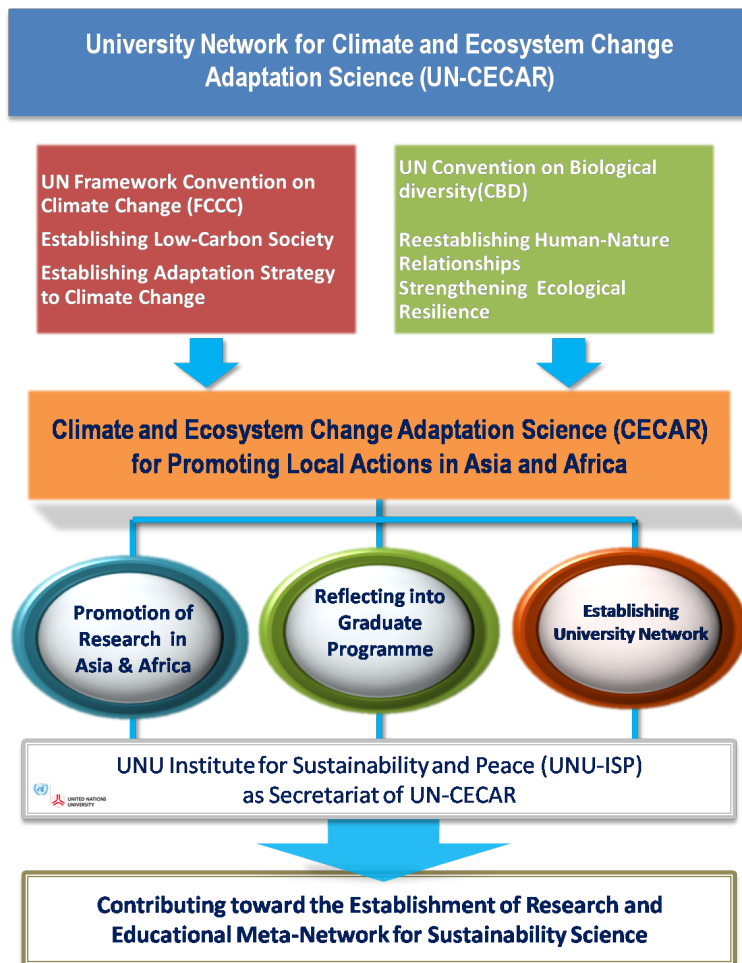 University Network for Climate and Ecosystem Change
Adaptation Science (UN-CECAR)
UN Framework Convention on
Climate Change (FCCC)
Establishing Low-Carbon Society
Establishing Adaptation Strategy
to Climate Change
UN Convention on Biological
diversity(CBD)
Reestablishing Human-Nature
Relationships
Strengthening Ecological
Resilience
Climate and Ecosystem Change Adaptation Science (CECAR)
for Promoting Local Actions in Asia and Africa
Promotion of
Research in
Asia & Africa
Reflecting into
Graduate
Programme
Establishing
University Network
UNU Institute for Sustainability and Peace (UNU-ISP)
as Secretariat of UN-CECAR
UNITED NATIONS
UNIVERSITY
Contributing toward the Establishment of Research and
Educational Meta-Network for Sustainability Science